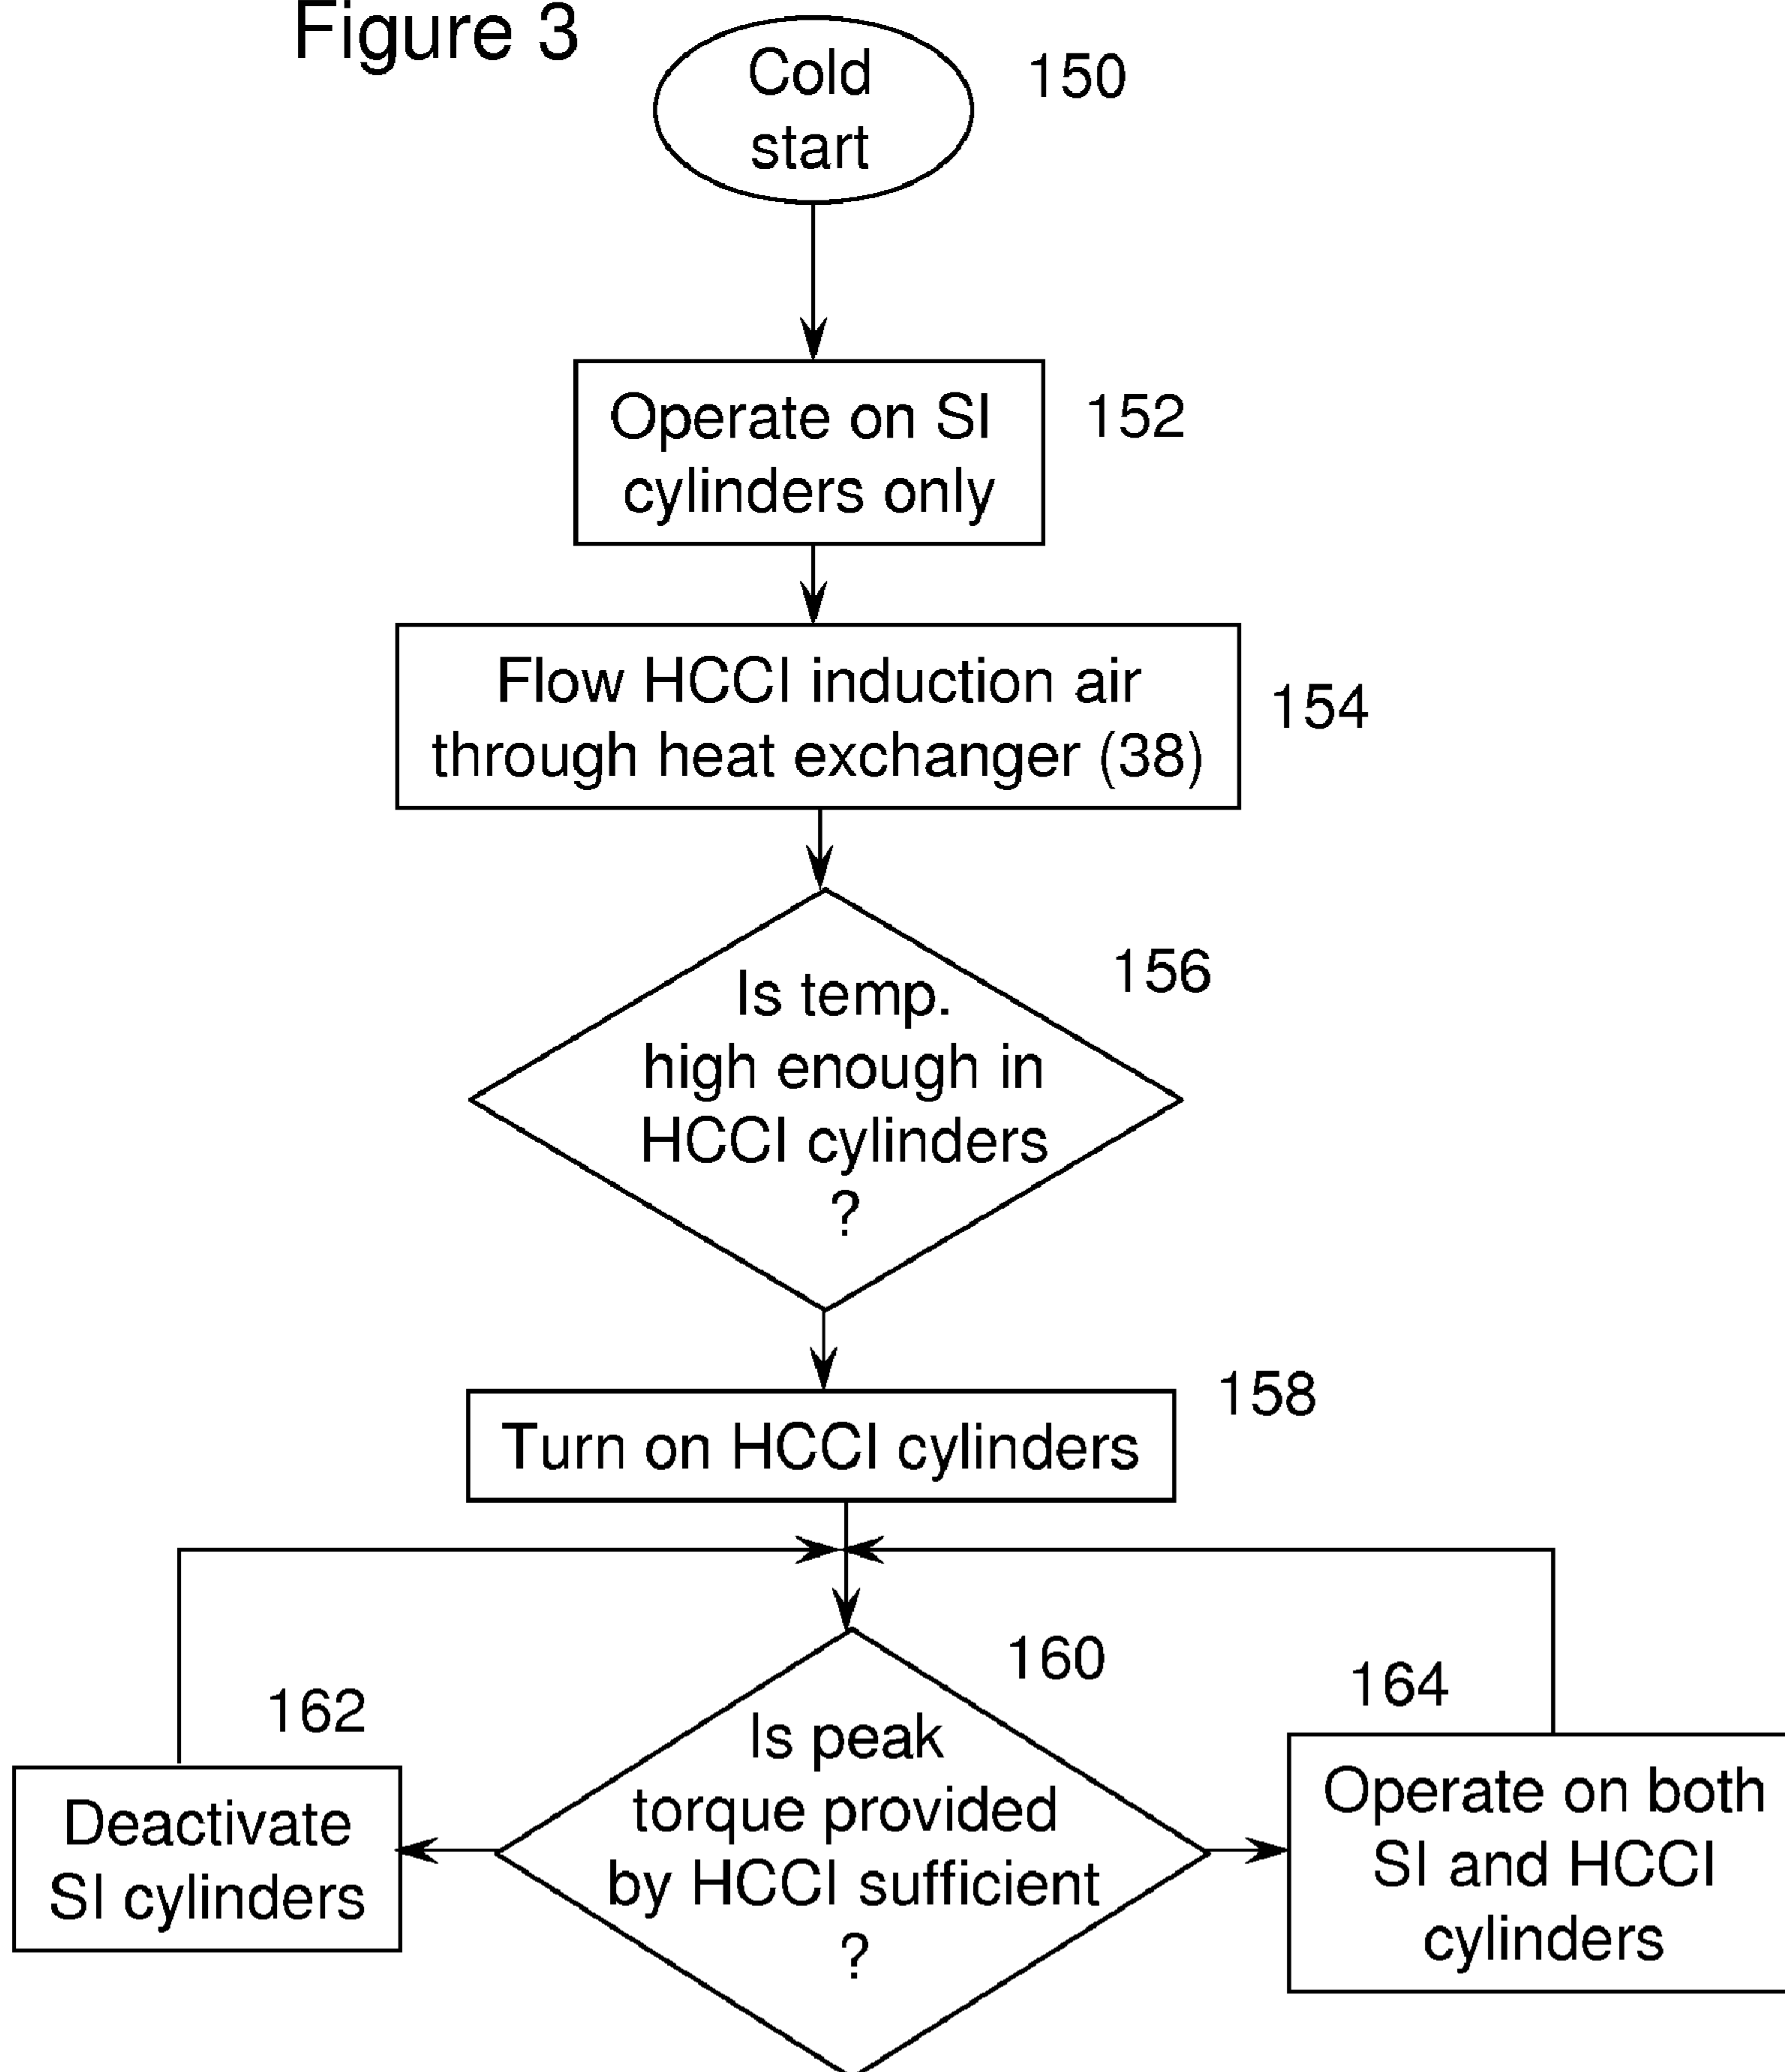 Figure 3
Cold
start
150
Operate on SI
cylinders only
152
Flow HCCI induction air
through heat exchanger (38)
154
Is temp.
high enough in
HCCI cylinders
?
156
Turn on HCCI cylinders
158
Is peak
torque provided
by HCCI sufficient
?
160
162
Deactivate
SI cylinders
164
Operate on both
SI and HCCI
cylinders